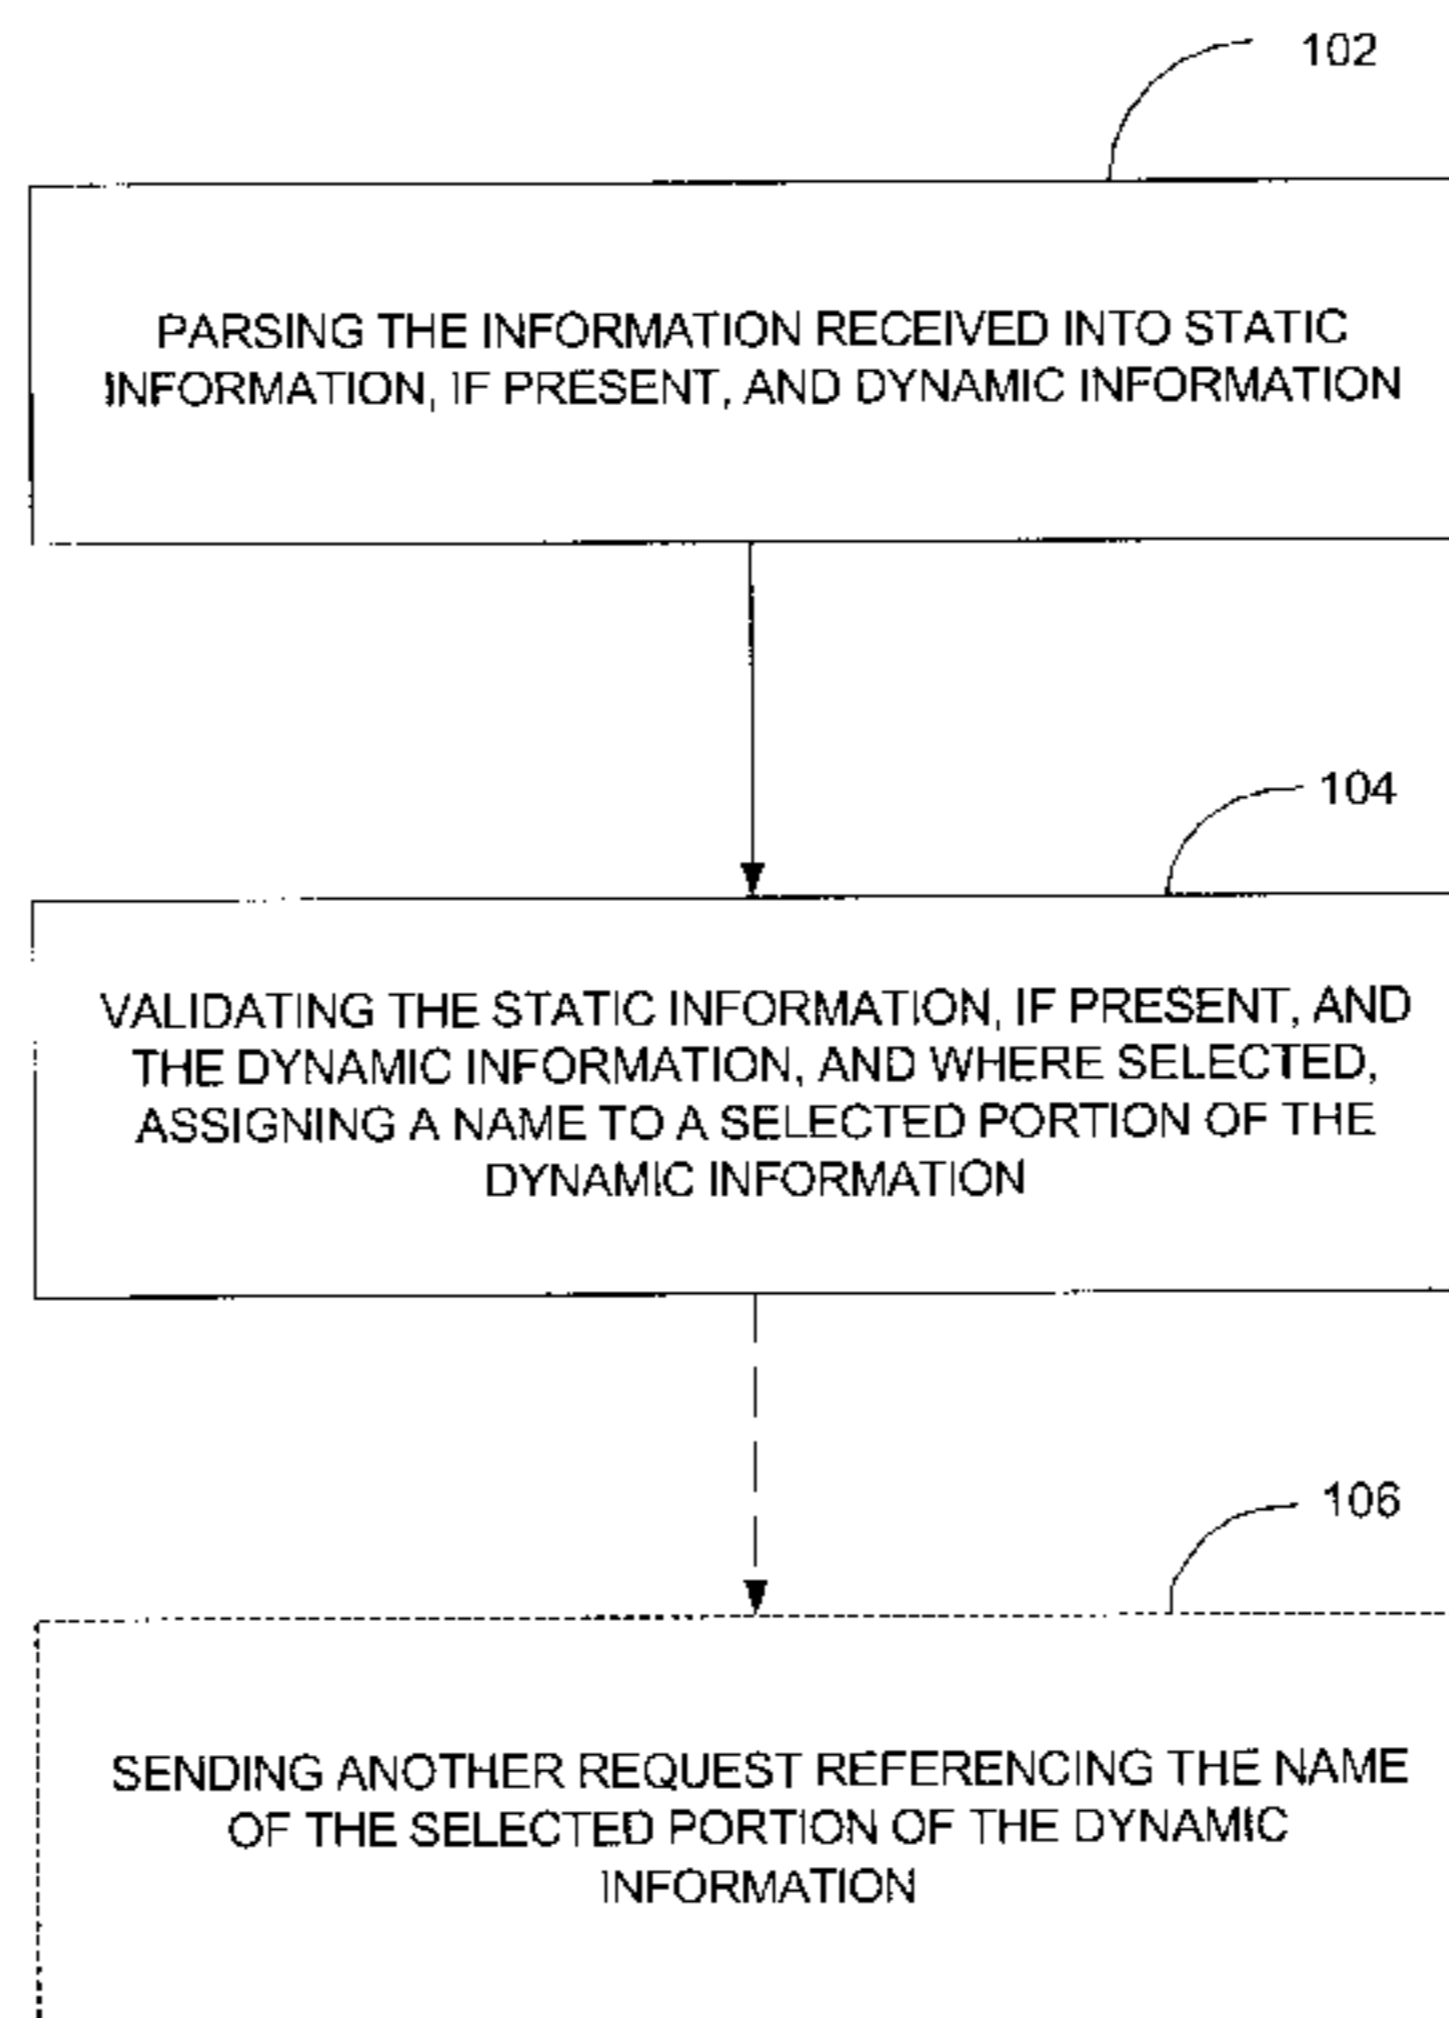 102
PARSING THE INFORMATION RECEIVED INTO STATIC
INFORMATION, IF PRESENT, AND DYNAMIC INFORMATION
104
VALIDATING THE STATIC INFORMATION, IF PRESENT, AND
THE DYNAMIC INFORMATION, AND WHERE SELECTED,
ASSIGNING A NAME TO A SELECTED PORTION OF THE
DYNAMIC INFORMATION
106
SENDING ANOTHER REQUEST REFERENCING THE NAME
OF THE SELECTED PORTION OF THE DYNAMIC
INFORMATION